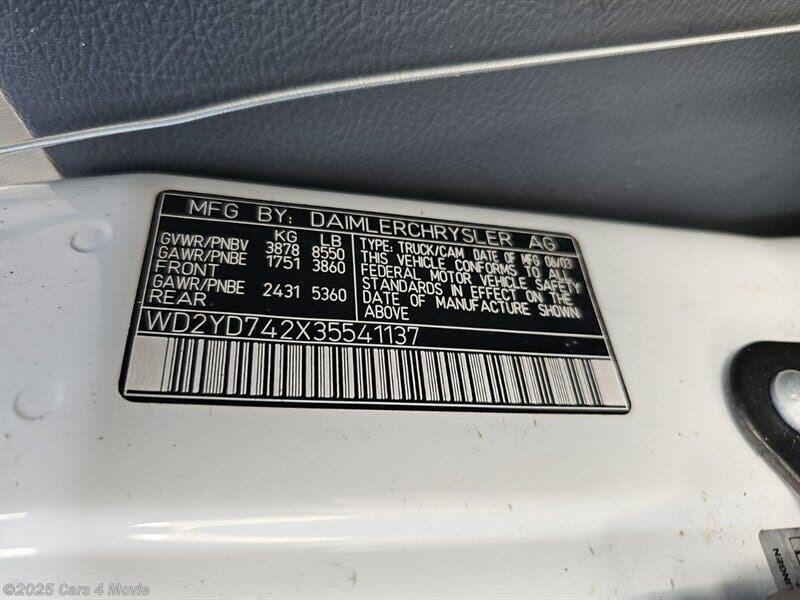 MFG BY: DAIMLERCHRYSLER AG
KG LB
GVWR/PNBV 3878 8550
GAWR/PNBE 1751 3860
FRONT
GAWR/PNBE 2431 5360
REAR
TYPE: TRUCK/CAM DATE OF MFG 06/03
THIS VEHICLE CONFORMS TO ALL
FEDERAL MOTOR VEHICLE SAFETY
STANDARDS IN EFFECT ON THE
DATE OF MANUFACTURE SHOWN
ABOVE
WD2YD742X35541137
LINGEN
©2025 Cars 4 Movie